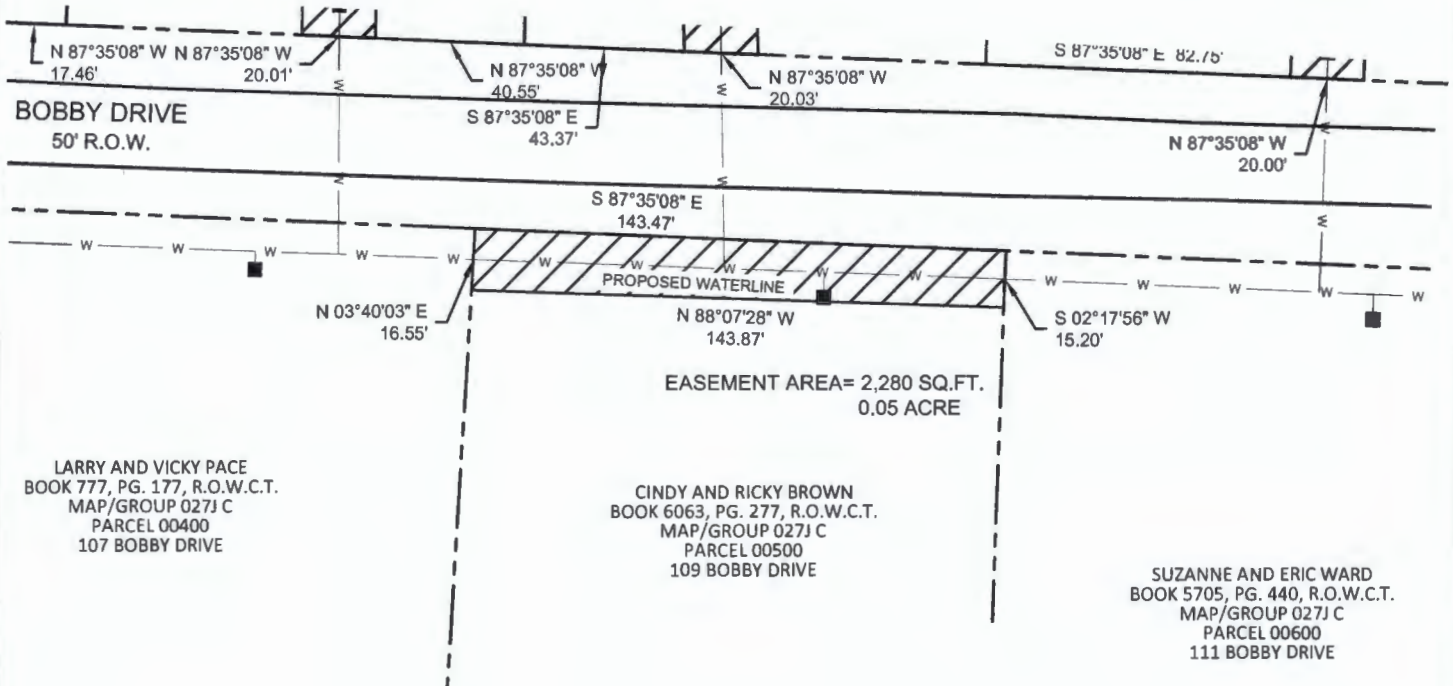 N 87°35'08" W
17.46'
N 87°35'08" W
20.01'
N 87°35'08" W
40.55'
S 87°35'08" E
43.37'
N 87°35'08" W
20.03'
S 87°35'08" E 82.75'
N 87°35'08" W
20.00'
BOBBY DRIVE
50' R.O.W.
W
W
W
W
W
W
S 87°35'08" E
143.47'
W W W W W W W W W W W W W W W
PROPOSED WATERLINE
N 03°40'03" E
16.55'
N 88°07'28" W
143.87'
S 02°17'56" W
15.20'
EASEMENT AREA= 2,280 SQ.FT.
0.05 ACRE
LARRY AND VICKY PACE
BOOK 777, PG. 177, R.O.W.C.T.
MAP/GROUP 027J C
PARCEL 00400
107 BOBBY DRIVE
CINDY AND RICKY BROWN
BOOK 6063, PG. 277, R.O.W.C.T.
MAP/GROUP 027J C
PARCEL 00500
109 BOBBY DRIVE
SUZANNE AND ERIC WARD
BOOK 5705, PG. 440, R.O.W.C.T.
MAP/GROUP 027J C
PARCEL 00600
111 BOBBY DRIVE